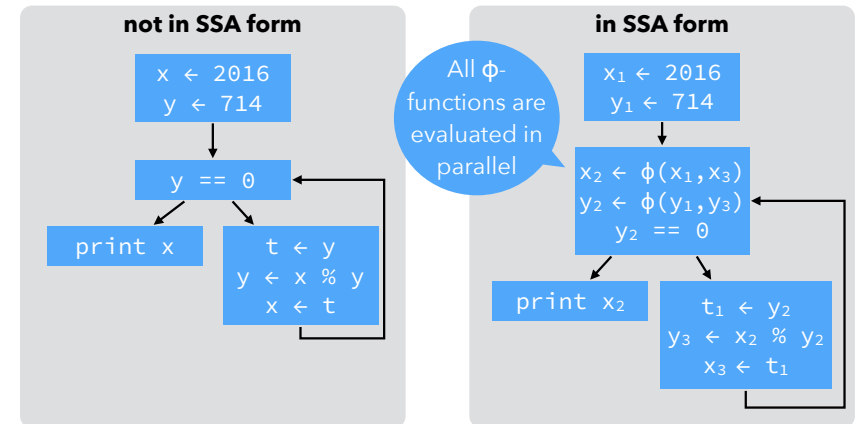 not in SSA form
x ← 2016
y ← 714
y == 0
print x
t ← y
y ← x % y
x ← t
in SSA form
All ϕ-
functions are
evaluated in
parallel
x₁ ← 2016
y₁ ← 714
x₂ ← ϕ(x₁,x₃)
y₂ ← ϕ(y₁,y₃)
y₂ == 0
print x₂
t₁ ← y₂
y₃ ← x₂ % y₂
x₃ ← t₁